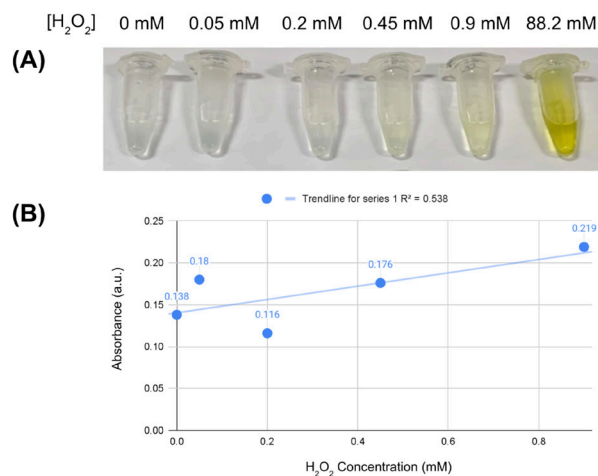 [H₂O₂] 0 mM 0.05 mM 0.2 mM 0.45 mM 0.9 mM 88.2 mM
(A)
(B)
Trendline for series 1 R² = 0.538
0.25
0.20
0.15
0.10
0.05
0.00
Absorbance (a.u.)
0.138
0.18
0.116
0.176
0.219
0.0 0.2 0.4 0.6 0.8
H₂O₂ Concentration (mM)